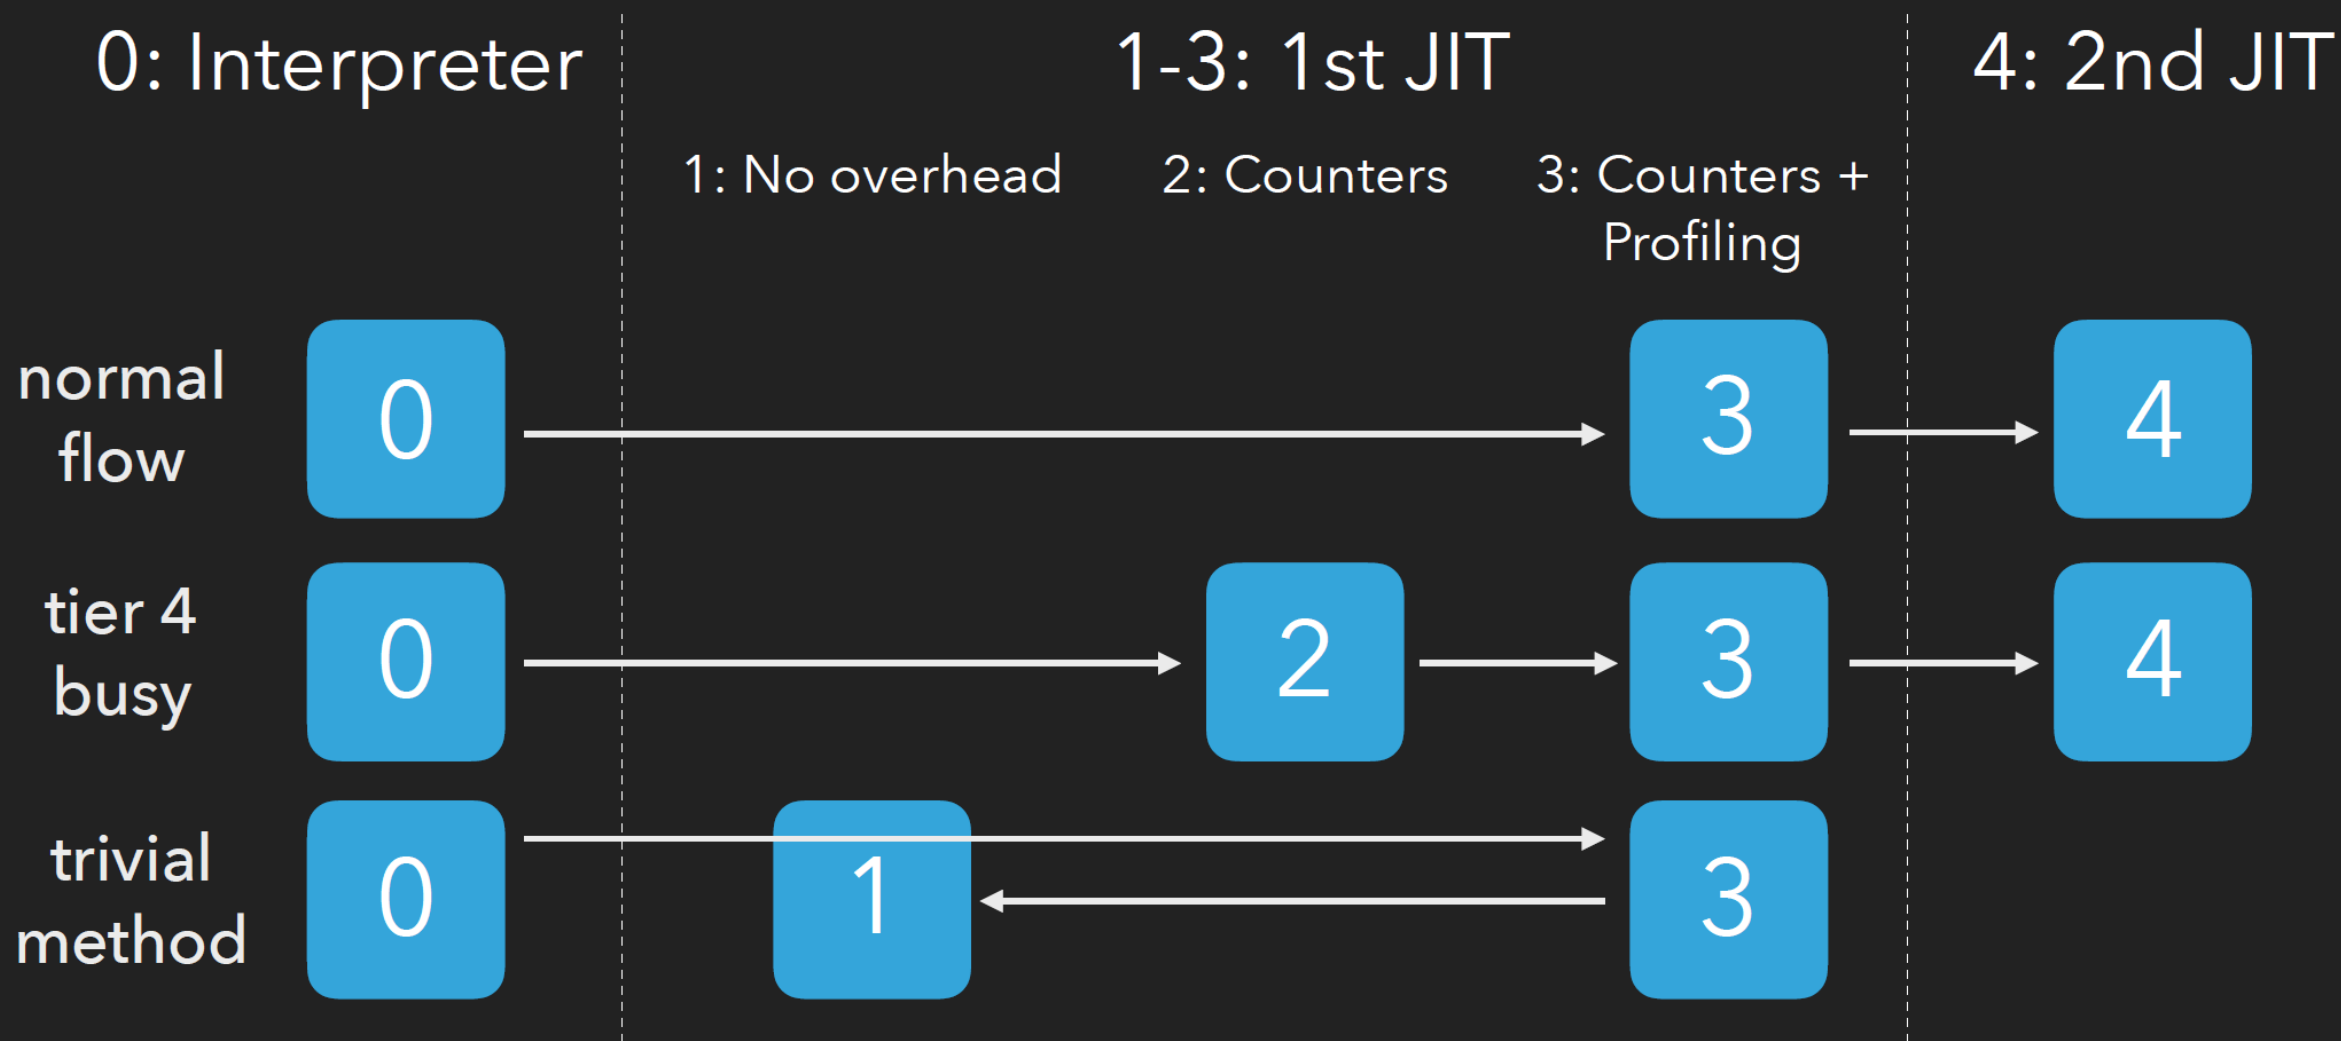 0: Interpreter
1-3: 1st JIT
4: 2nd JIT
1: No overhead
2: Counters
3: Counters +
Profiling
normal
flow
0
3
4
tier 4
busy
0
2
3
4
trivial
method
0
1
3